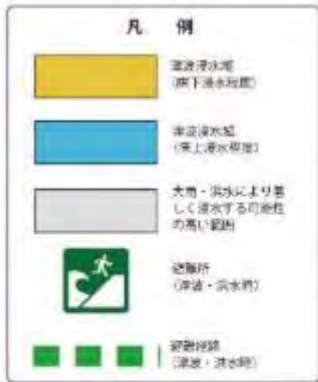 凡 例
津波浸水域
(床下浸水程度)
津波浸水域
(床上浸水程度)
大雨・洪水により著
しく浸水する可能性
の高い範囲
避難所
(津波・洪水時)
避難経路
(津波・洪水時)